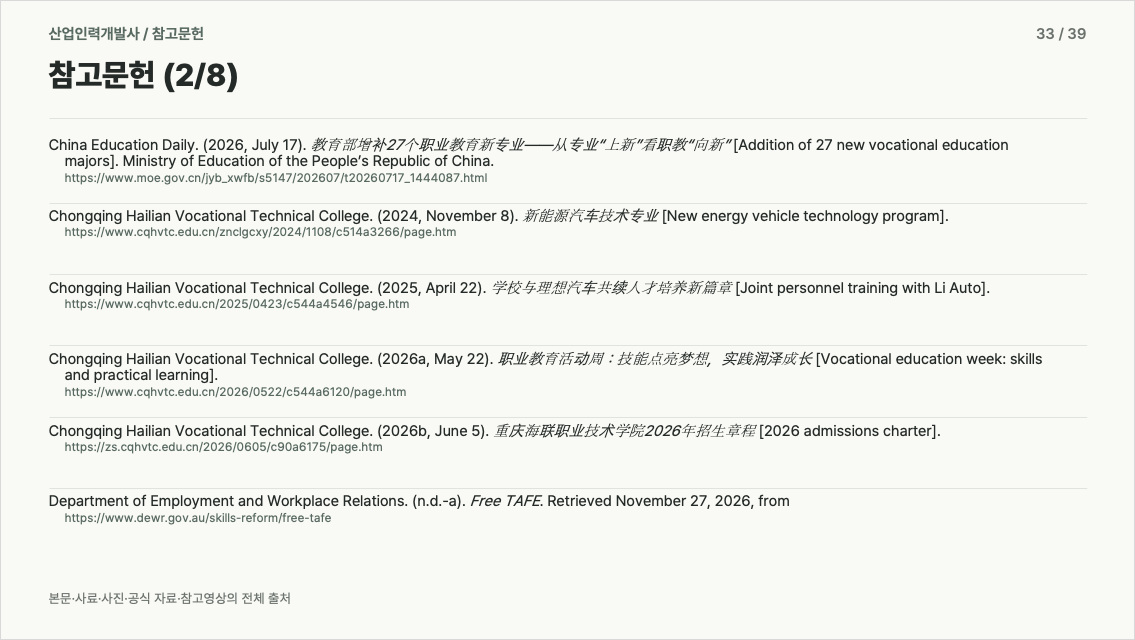 산업인력개발사 / 참고문헌
33 / 39
참고문헌 (2/8)
China Education Daily. (2026, July 17). 教育部增补27个职业教育新专业——从专业“上新”看职教“向新” [Addition of 27 new vocational education
majors]. Ministry of Education of the People’s Republic of China.
https://www.moe.gov.cn/jyb_xwfb/s5147/202607/t20260717_1444087.html
Chongqing Hailian Vocational Technical College. (2024, November 8). 新能源汽车技术专业 [New energy vehicle technology program].
https://www.cqhvtc.edu.cn/znclgcxy/2024/1108/c514a3266/page.htm
Chongqing Hailian Vocational Technical College. (2025, April 22). 学校与理想汽车共续人才培养新篇章 [Joint personnel training with Li Auto].
https://www.cqhvtc.edu.cn/2025/0423/c544a4546/page.htm
Chongqing Hailian Vocational Technical College. (2026a, May 22). 职业教育活动周：技能点亮梦想，实践润泽成长 [Vocational education week: skills
and practical learning].
https://www.cqhvtc.edu.cn/2026/0522/c544a6120/page.htm
Chongqing Hailian Vocational Technical College. (2026b, June 5). 重庆海联职业技术学院2026年招生章程 [2026 admissions charter].
https://zs.cqhvtc.edu.cn/2026/0605/c90a6175/page.htm
Department of Employment and Workplace Relations. (n.d.-a). Free TAFE. Retrieved November 27, 2026, from
https://www.dewr.gov.au/skills-reform/free-tafe
본문·사료·사진·공식 자료·참고영상의 전체 출처